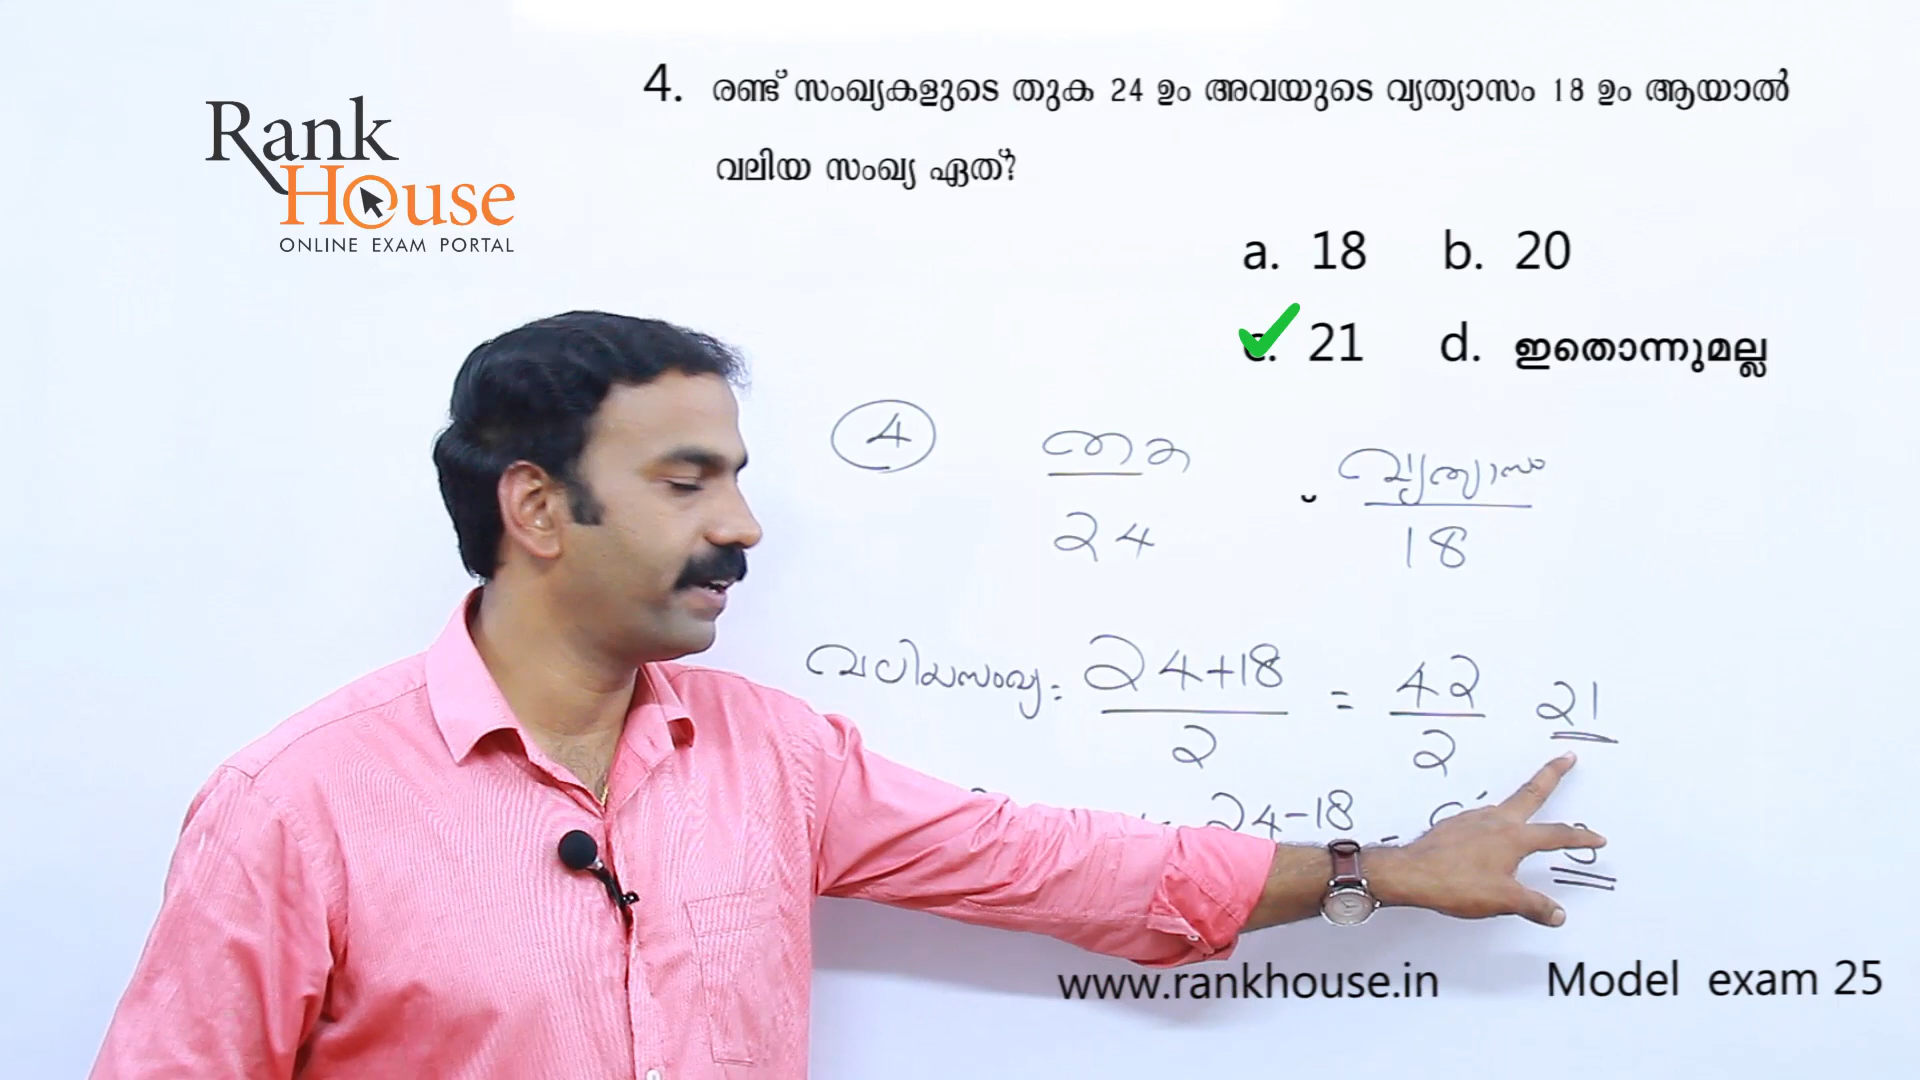 Rank
House
ONLINE EXAM PORTAL
4. രണ്ട് സംഖ്യകളുടെ തുക 24 ഉം അവയുടെ വ്യത്യാസം 18 ഉം ആയാൽ
വലിയ സംഖ്യ ഏത്?
a. 18 b. 20
c. 21 d. ഇതൊന്നുമല്ല
4 തുക വ്യത്യാസം
24 18
വലിയസംഖ്യ = 24+18 = 42 21
2 2
24-18 =
www.rankhouse.in Model exam 25